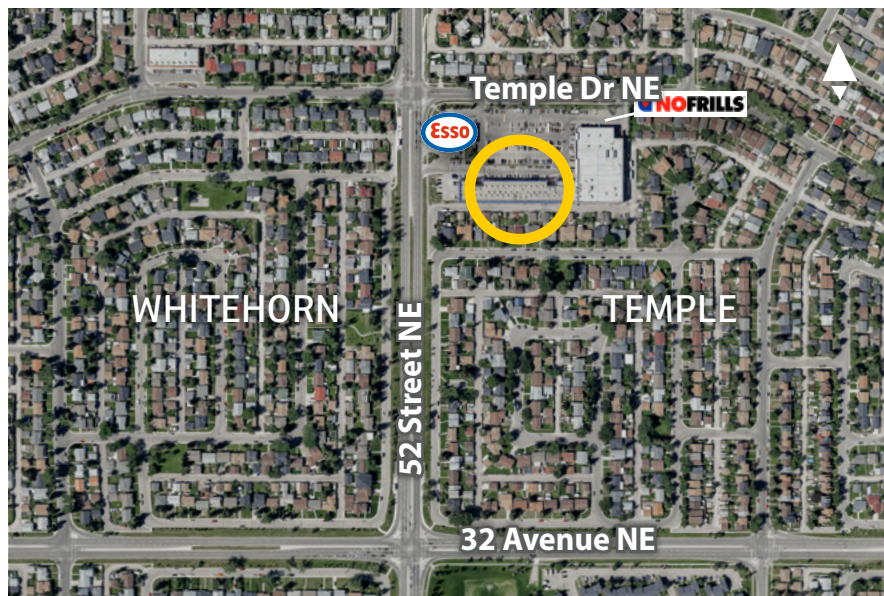 Temple Dr NE
NOFRILLS
Esso
WHITEHORN
TEMPLE
52 Street NE
32 Avenue NE